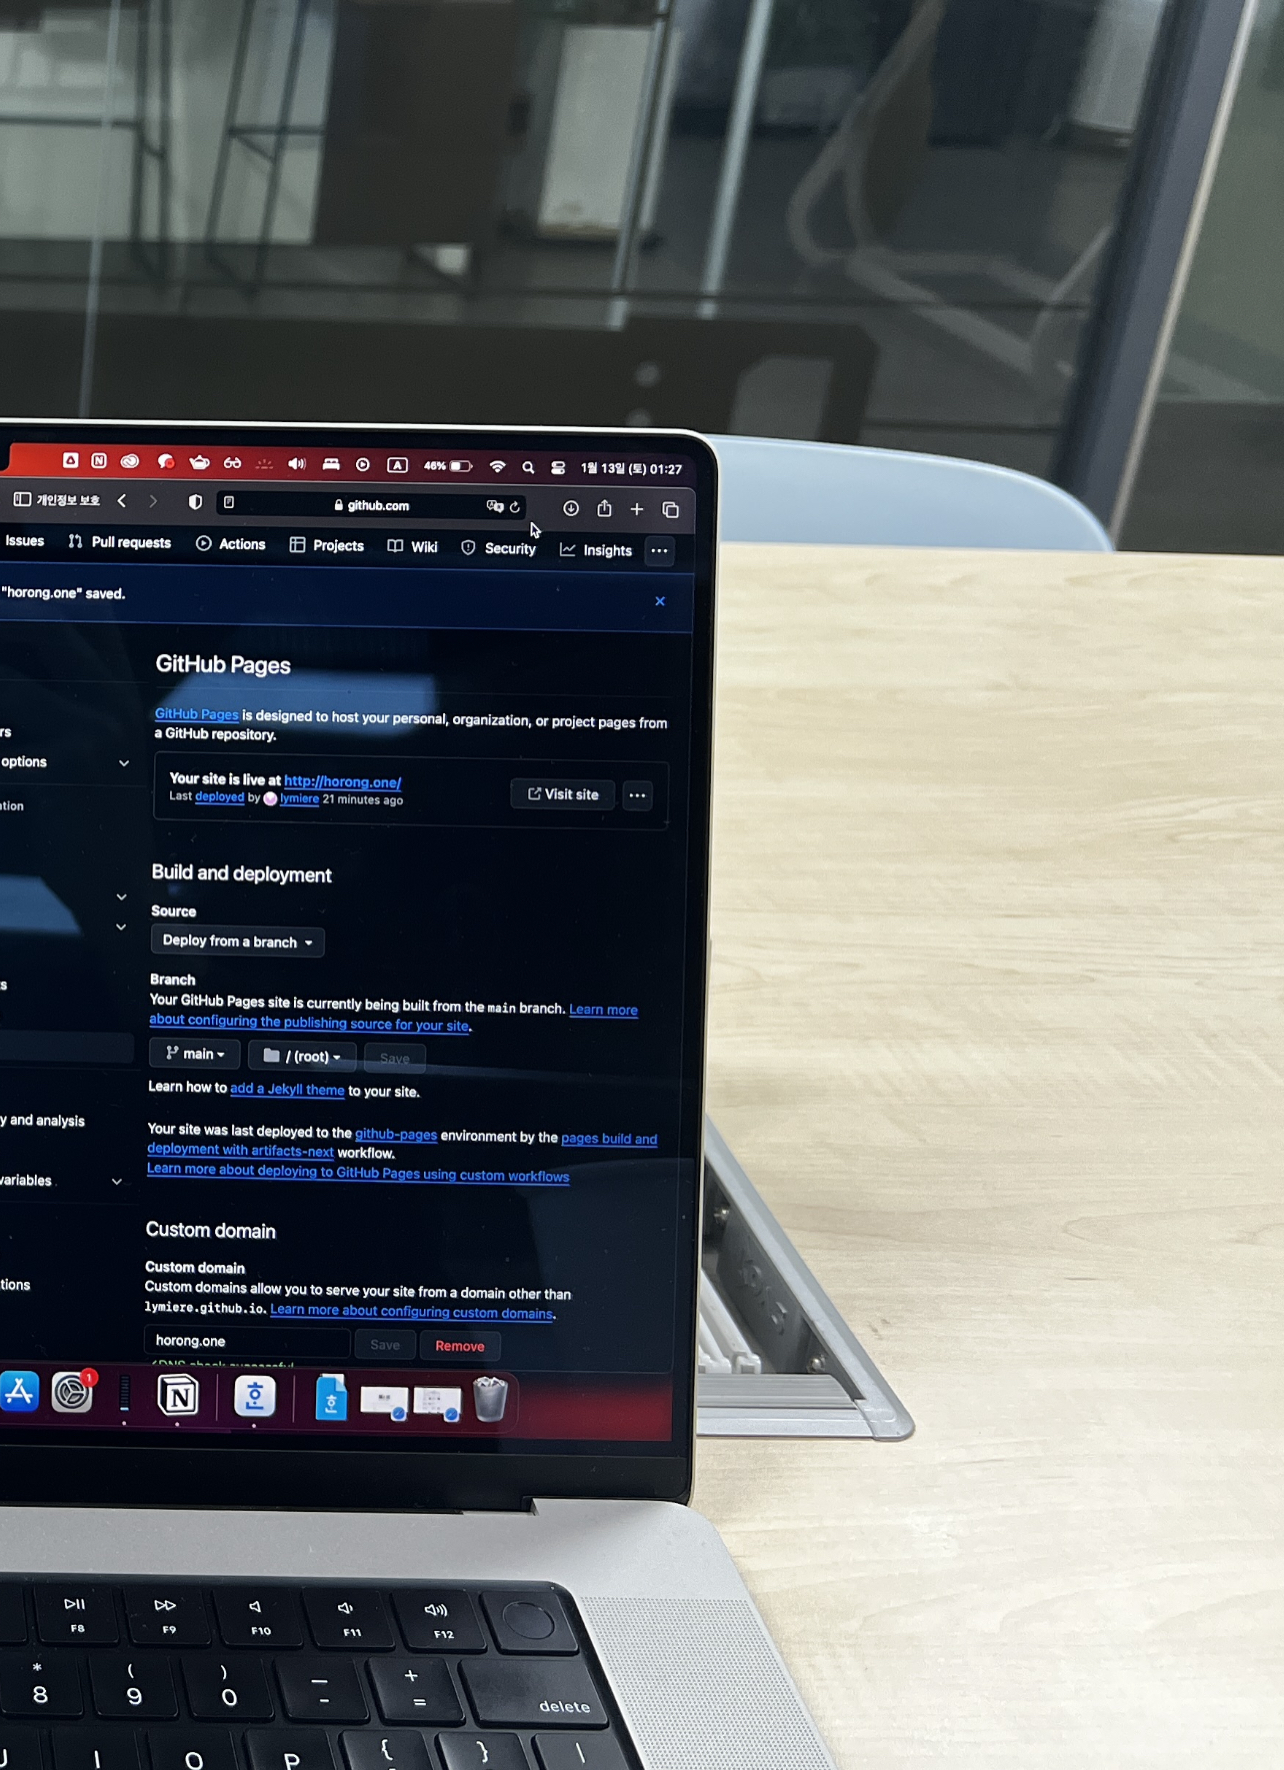 46%
A
1월 13일 (토) 01:27
개인정보 보호
github.com
Issues
Pull requests
Actions
Projects
Wiki
Security
Insights
"horong.one" saved.
GitHub Pages
GitHub Pages is designed to host your personal, organization, or project pages from
a GitHub repository.
options
Your site is live at http://horong.one/
Last deployed by lymiere 21 minutes ago
Visit site
Build and deployment
Source
Deploy from a branch
Branch
Your GitHub Pages site is currently being built from the main branch. Learn more
about configuring the publishing source for your site.
main
/ (root)
Save
Learn how to add a Jekyll theme to your site.
y and analysis
Your site was last deployed to the github-pages environment by the pages build and
deployment with artifacts-next workflow.
Learn more about deploying to GitHub Pages using custom workflows
variables
Custom domain
Custom domain
Custom domains allow you to serve your site from a domain other than
lymiere.github.io. Learn more about configuring custom domains.
tions
horong.one
Save
Remove
1
N
F8
F9
F10
F11
F12
* 8
( 9
) 0
_ -
+ =
delete
I
O
P
{
}
|